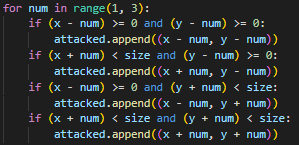 for num in range(1, 3):
    if (x - num) >= 0 and (y - num) >= 0:
        attacked.append((x - num, y - num))
    if (x + num) < size and (y - num) >= 0:
        attacked.append((x + num, y - num))
    if (x - num) >= 0 and (y + num) < size:
        attacked.append((x - num, y + num))
    if (x + num) < size and (y + num) < size:
        attacked.append((x + num, y + num))